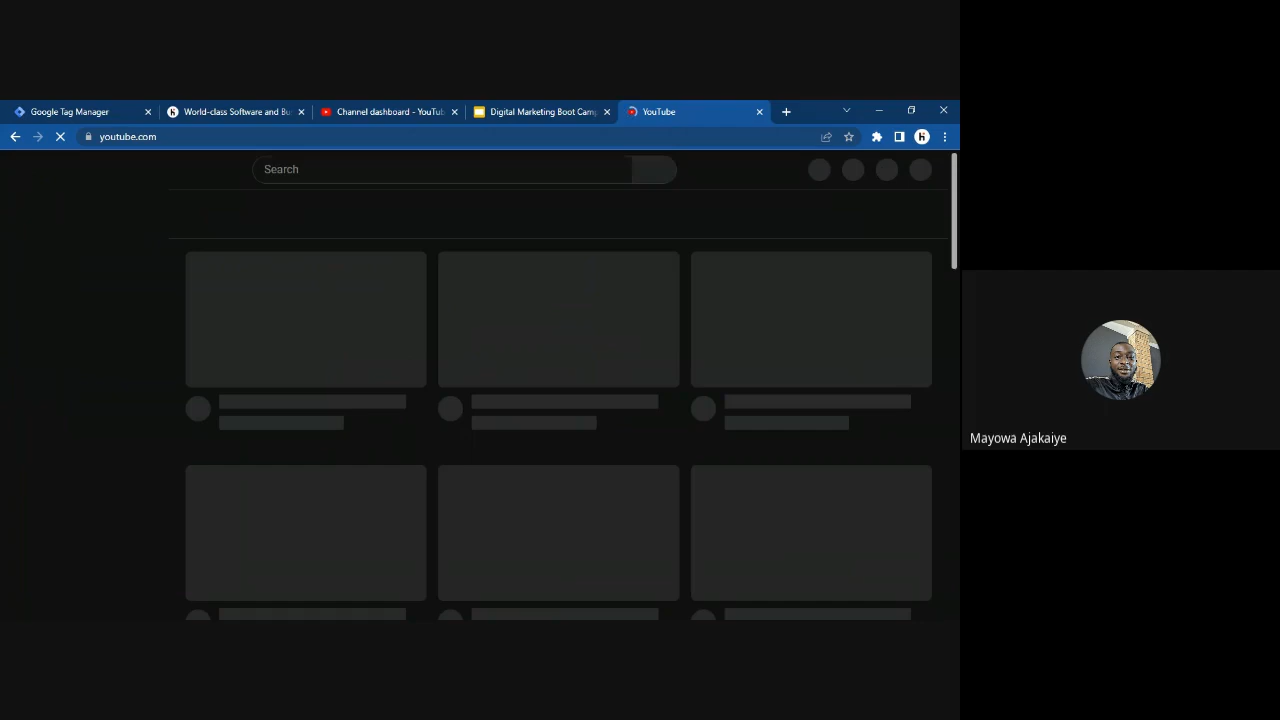 Google Tag Manager
World-class Software and Bu
Channel dashboard - YouTub
Digital Marketing Boot Camp
YouTube
youtube.com
Search
Mayowa Ajakaiye